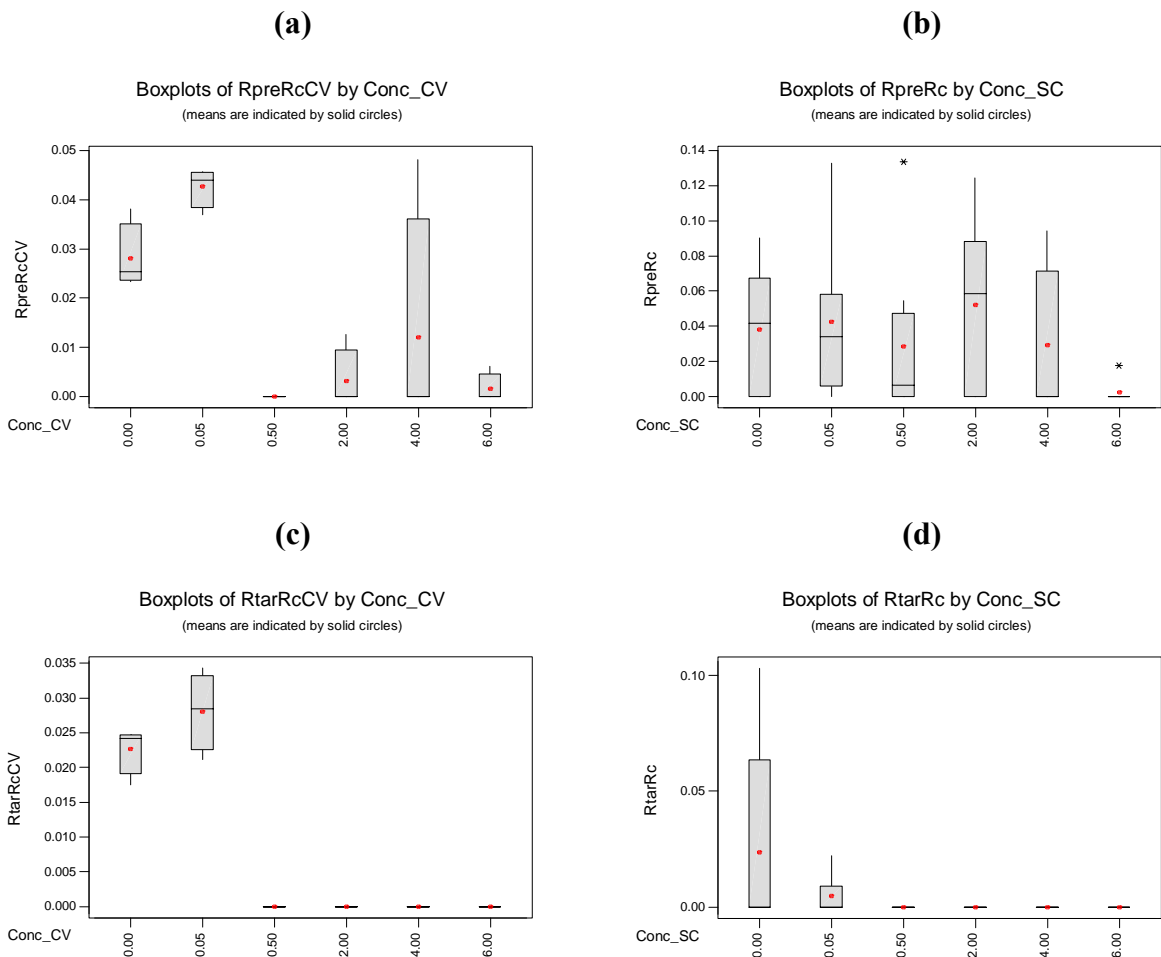 (a)
Boxplots of RpreRcCV by Conc_CV
(means are indicated by solid circles)
0.05
0.04
0.03
0.02
0.01
0.00
RpreRcCV
Conc_CV
0.00 0.05 0.50 2.00 4.00 6.00
(b)
Boxplots of RpreRc by Conc_SC
(means are indicated by solid circles)
0.14
0.12
0.10
0.08
0.06
0.04
0.02
0.00
RpreRc
Conc_SC
0.00 0.05 0.50 2.00 4.00 6.00
(c)
Boxplots of RtarRcCV by Conc_CV
(means are indicated by solid circles)
0.035
0.030
0.025
0.020
0.015
0.010
0.005
0.000
RtarRcCV
Conc_CV
0.00 0.05 0.50 2.00 4.00 6.00
(d)
Boxplots of RtarRc by Conc_SC
(means are indicated by solid circles)
0.10
0.05
0.00
RtarRc
Conc_SC
0.00 0.05 0.50 2.00 4.00 6.00